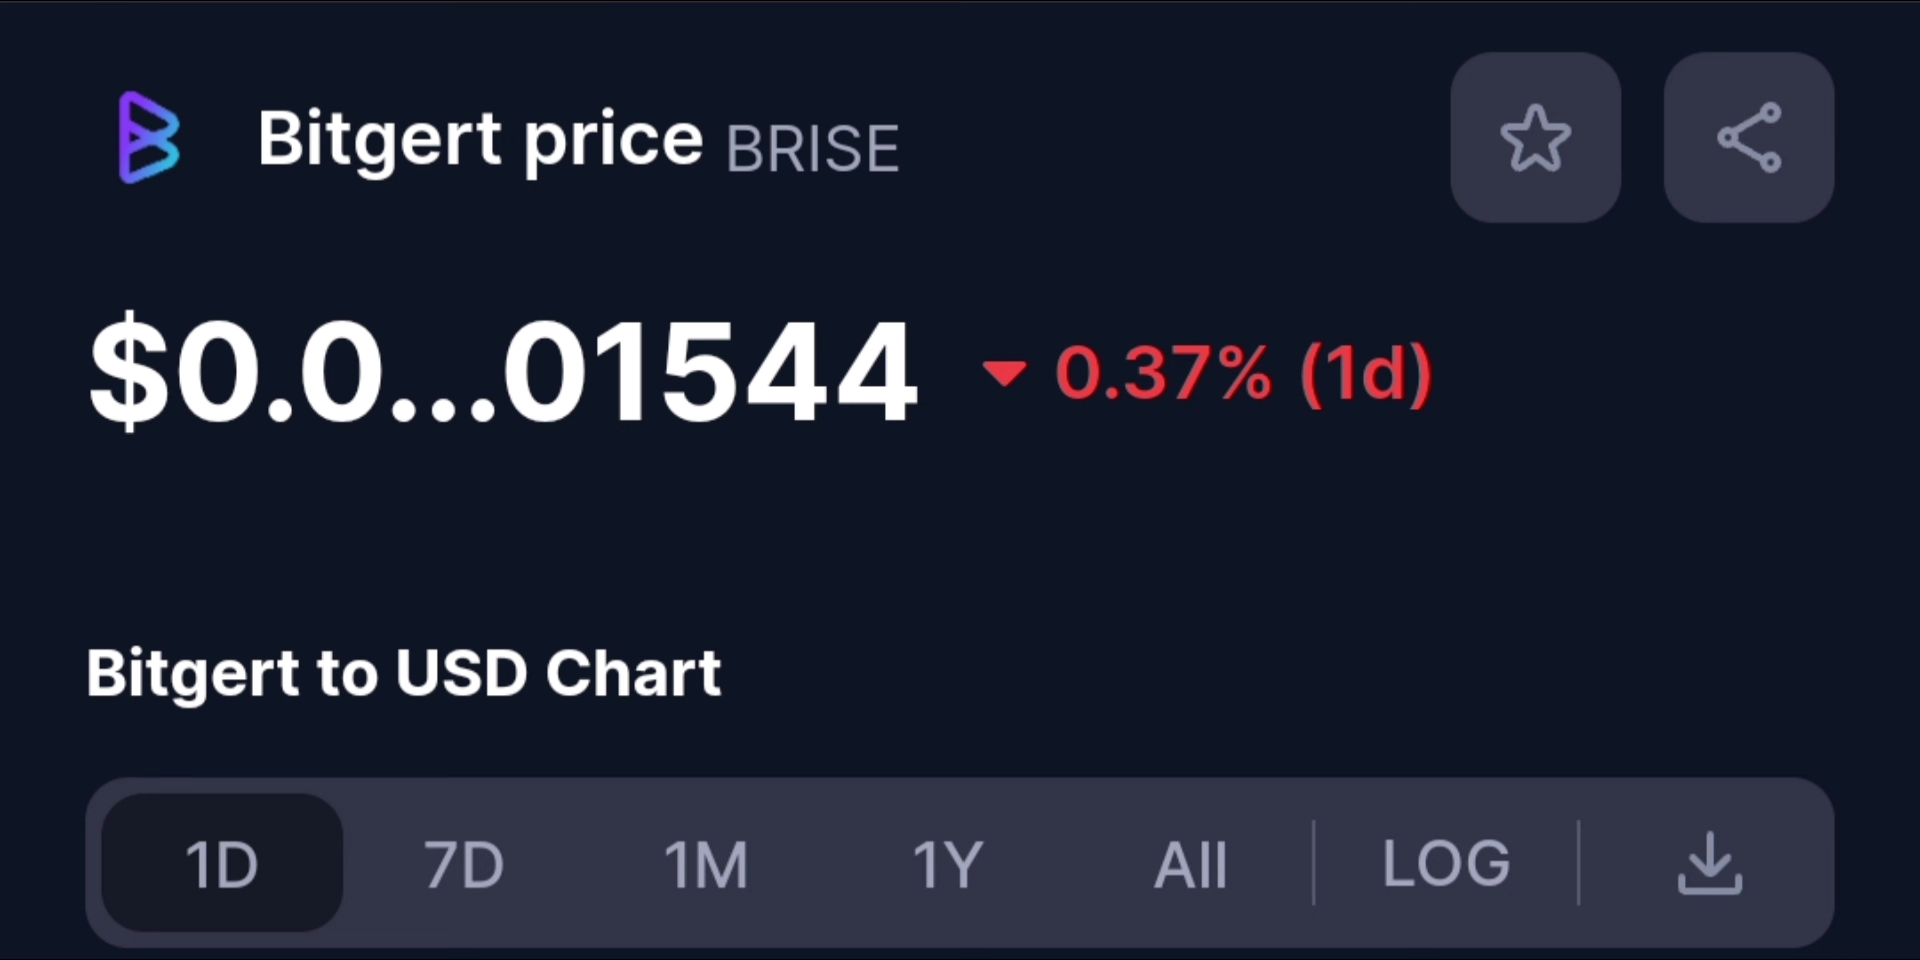 Bitgert price BRISE
$0.0...01544 ▼ 0.37% (1d)
Bitgert to USD Chart
1D 7D 1M 1Y All LOG